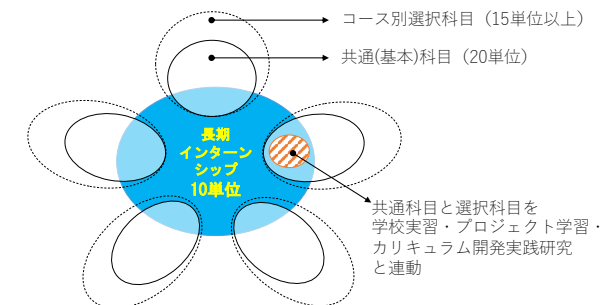 コース別選択科目（15単位以上）
共通(基本)科目（20単位）
長期
インターン
シップ
10単位
共通科目と選択科目を
学校実習・プロジェクト学習・
カリキュラム開発実践研究
と連動